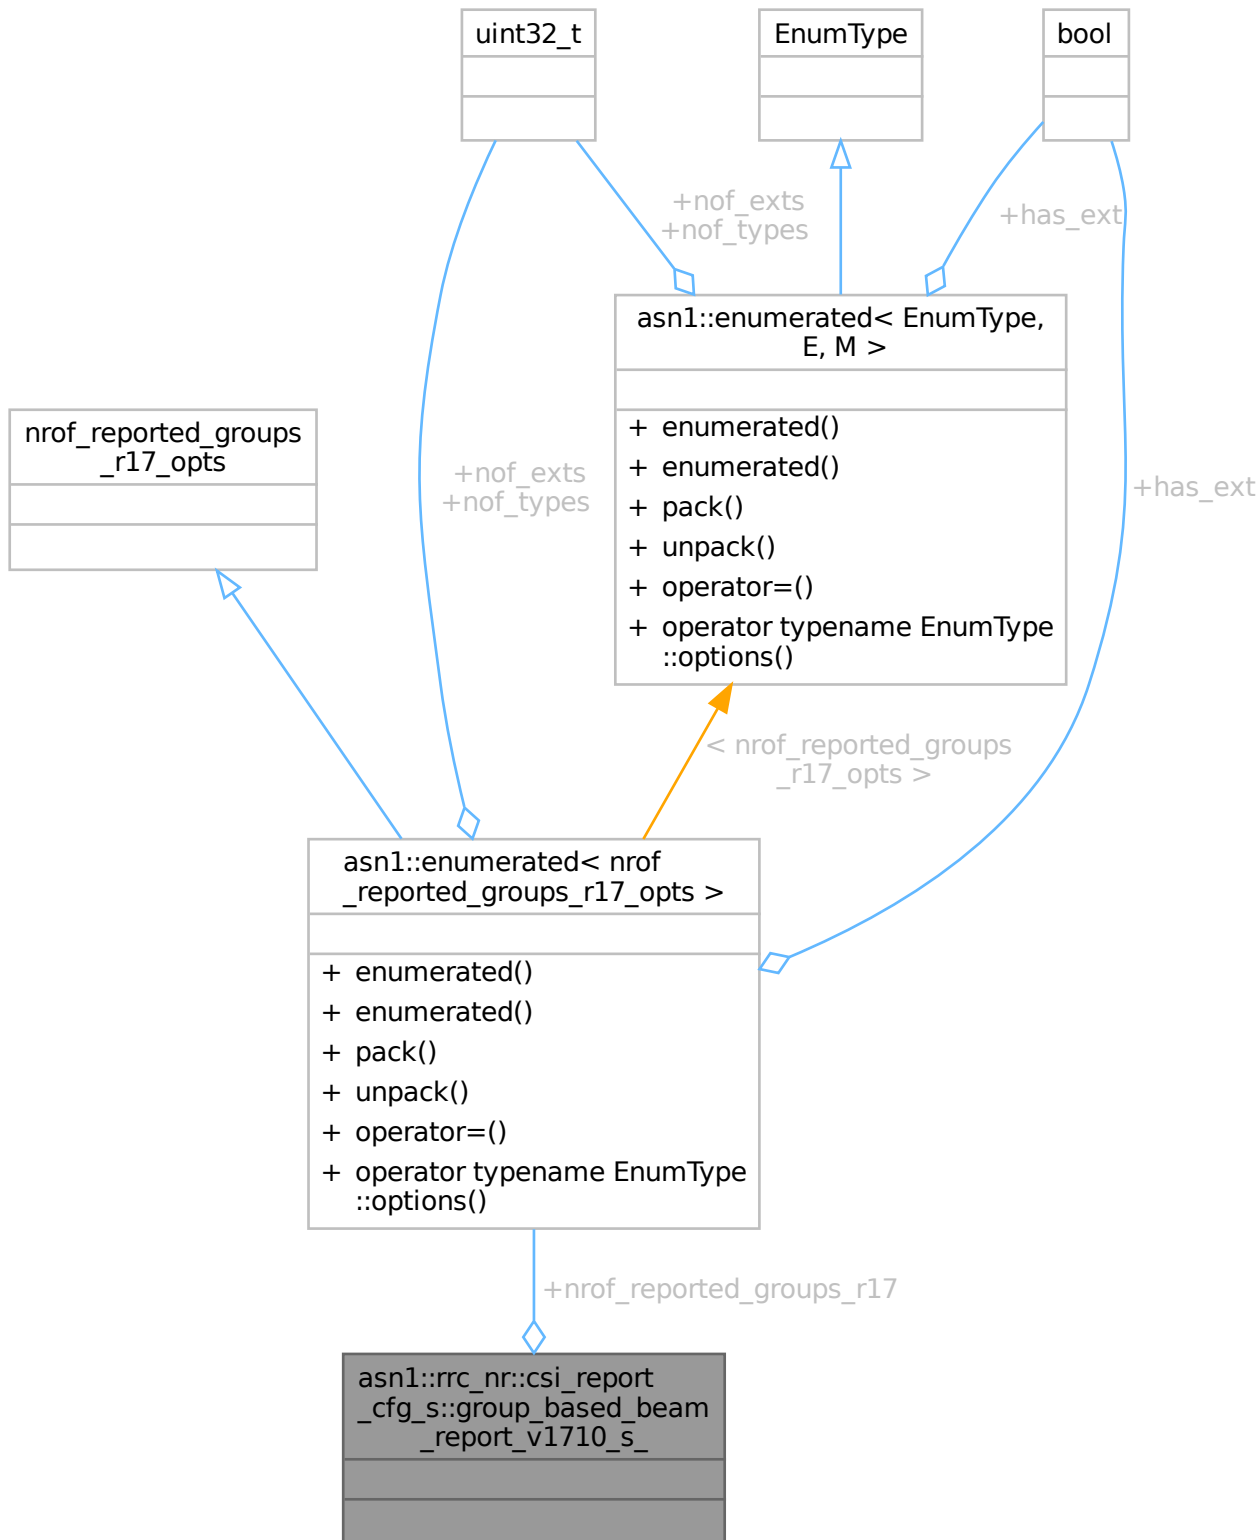 uint32_t
EnumType
bool
+nof_exts
+nof_types
+has_ext
asn1::enumerated< EnumType,
E, M >
+ enumerated()
+ enumerated()
+ pack()
+ unpack()
+ operator=()
+ operator typename EnumType
::options()
nrof_reported_groups
_r17_opts
+nof_exts
+nof_types
+has_ext
< nrof_reported_groups
_r17_opts >
asn1::enumerated< nrof
_reported_groups_r17_opts >
+ enumerated()
+ enumerated()
+ pack()
+ unpack()
+ operator=()
+ operator typename EnumType
::options()
+nrof_reported_groups_r17
asn1::rrc_nr::csi_report
_cfg_s::group_based_beam
_report_v1710_s_